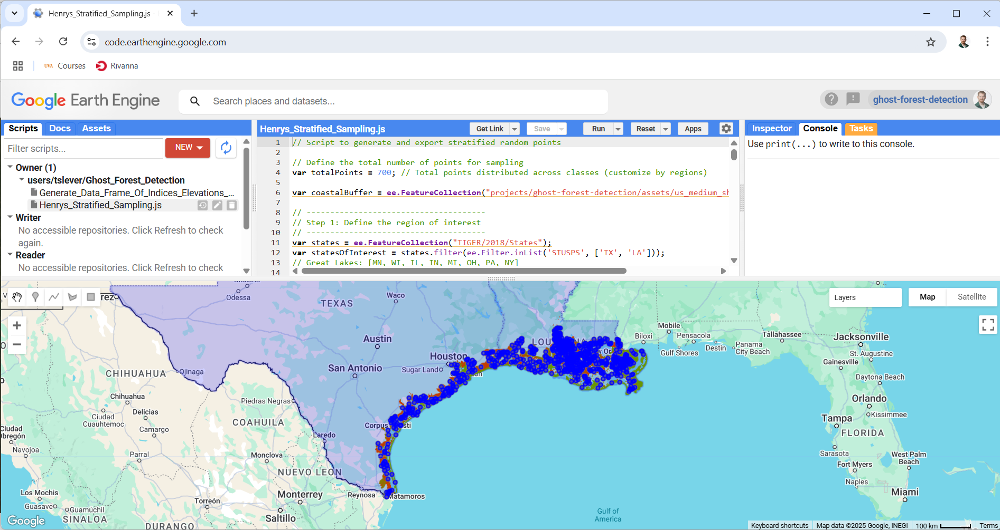 Henrys_Stratified_Sampling.js -
code.earthengine.google.com
UVA Courses Rivanna
Google Earth Engine
Search places and datasets...
ghost-forest-detection
Scripts Docs Assets
Filter scripts...
NEW
Owner (1)
users/tslever/Ghost_Forest_Detection
Generate_Data_Frame_Of_Indices_Elevations_...
Henrys_Stratified_Sampling.js
Writer
No accessible repositories. Click Refresh to check
again.
Reader
No accessible repositories. Click Refresh to check
Henrys_Stratified_Sampling.js
Get Link Save Run Reset Apps
1 // Script to generate and export stratified random points
2
3 // Define the total number of points for sampling
4 var totalPoints = 700; // Total points distributed across classes (customize by regions)
5
6 var coastalBuffer = ee.FeatureCollection("projects/ghost-forest-detection/assets/us_medium_sh
7
8 // --------------------------------------
9 // Step 1: Define the region of interest
10 // --------------------------------------
11 var states = ee.FeatureCollection("TIGER/2018/States");
12 var statesOfInterest = states.filter(ee.Filter.inList('STUSPS', ['TX', 'LA']));
13 // Great Lakes: [MN, WI, IL, IN, MI, OH, PA, NY]
14
Inspector Console Tasks
Use print(...) to write to this console.
Layers
Map Satellite
rez
Midland
Odessa
TEXAS
Waco
Austin
Houston
San Antonio
Sugar Land
CHIHUAHUA
Ojinaga
Chihuahua
Delicias
Ciudad
Cuauhtemoc
Camargo
Piedras Negras
COAHUILA
Corpus sti
Laredo
Ciudad
Obregón
Navojoa
Parral
Monclova
NUEVO LEON
Los Mochis
Guasave
Guamúchil
SINALOA
Torreón
Monterrey
Saltillo
Reynosa
Matamoros
DURANGO
LOU NA
w Orl
on
Biloxi
Mobile
Pensacola
Gulf Shores
Destin
Panama
City Beach
Tallahassee
Jacksonville
St. Augustine
Gainesville
Daytona Beach
Orlando
Kissimmee
Tampa
FLORIDA
Sarasota
Fort Myers
West Palm
Beach
Naples
Miami
Gulf of
America
Google
Keyboard shortcuts Map data ©2025 Google, INEGI 100 km Terms